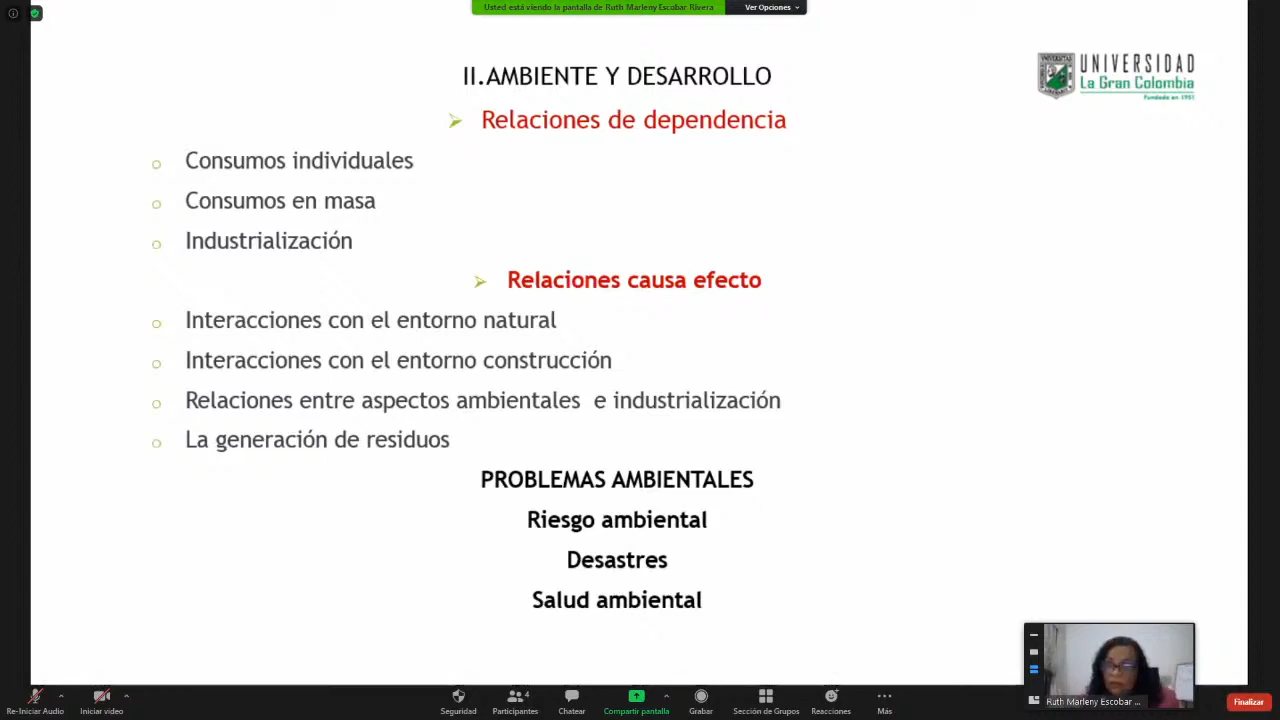 Usted está viendo la pantalla de Ruth Marleny Escobar Rivera
Ver Opciones
II.AMBIENTE Y DESARROLLO
UNIVERSIDAD
La Gran Colombia
Fundada en 1951
Relaciones de dependencia
Consumos individuales
Consumos en masa
Industrialización
Relaciones causa efecto
Interacciones con el entorno natural
Interacciones con el entorno construcción
Relaciones entre aspectos ambientales e industrialización
La generación de residuos
PROBLEMAS AMBIENTALES
Riesgo ambiental
Desastres
Salud ambiental
Ruth Marleny Escobar ...
Re-Iniciar Audio
Iniciar video
Seguridad
Participantes
4
Chatear
Compartir pantalla
Grabar
Sección de Grupos
Reacciones
Más
Finalizar